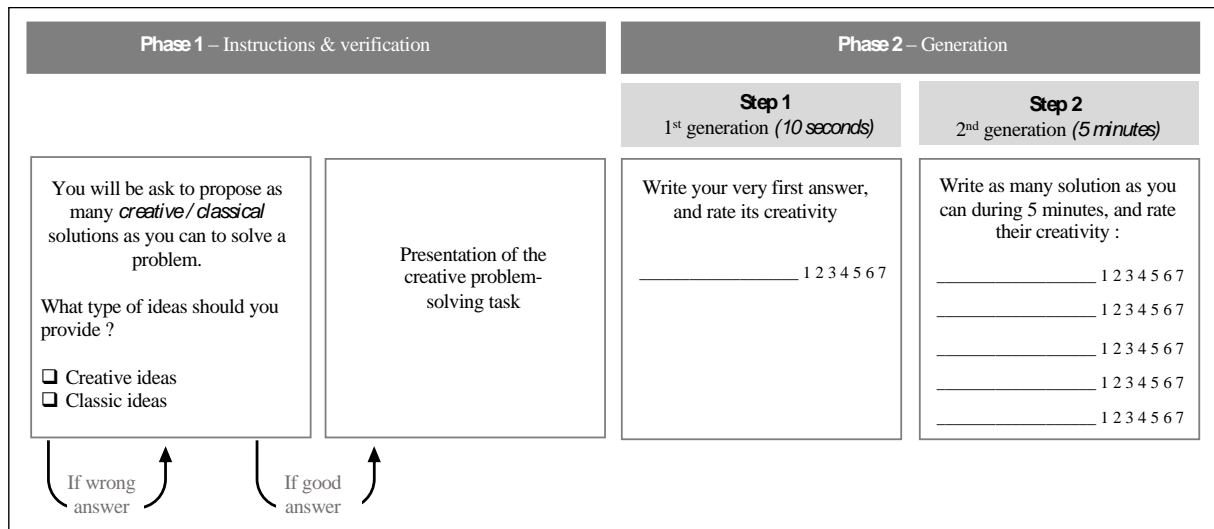 Phase 1 – Instructions & verification
Phase 2 – Generation
Step 1
1st generation (10 seconds)
Step 2
2nd generation (5 minutes)
You will be ask to propose as
many creative / classical
solutions as you can to solve a
problem.
What type of ideas should you
provide ?
❑ Creative ideas
❑ Classic ideas
Presentation of the
creative problem-
solving task
Write your very first answer,
and rate its creativity
___________________ 1 2 3 4 5 6 7
Write as many solution as you
can during 5 minutes, and rate
their creativity :
___________________ 1 2 3 4 5 6 7
___________________ 1 2 3 4 5 6 7
___________________ 1 2 3 4 5 6 7
___________________ 1 2 3 4 5 6 7
___________________ 1 2 3 4 5 6 7
If wrong
answer
If good
answer